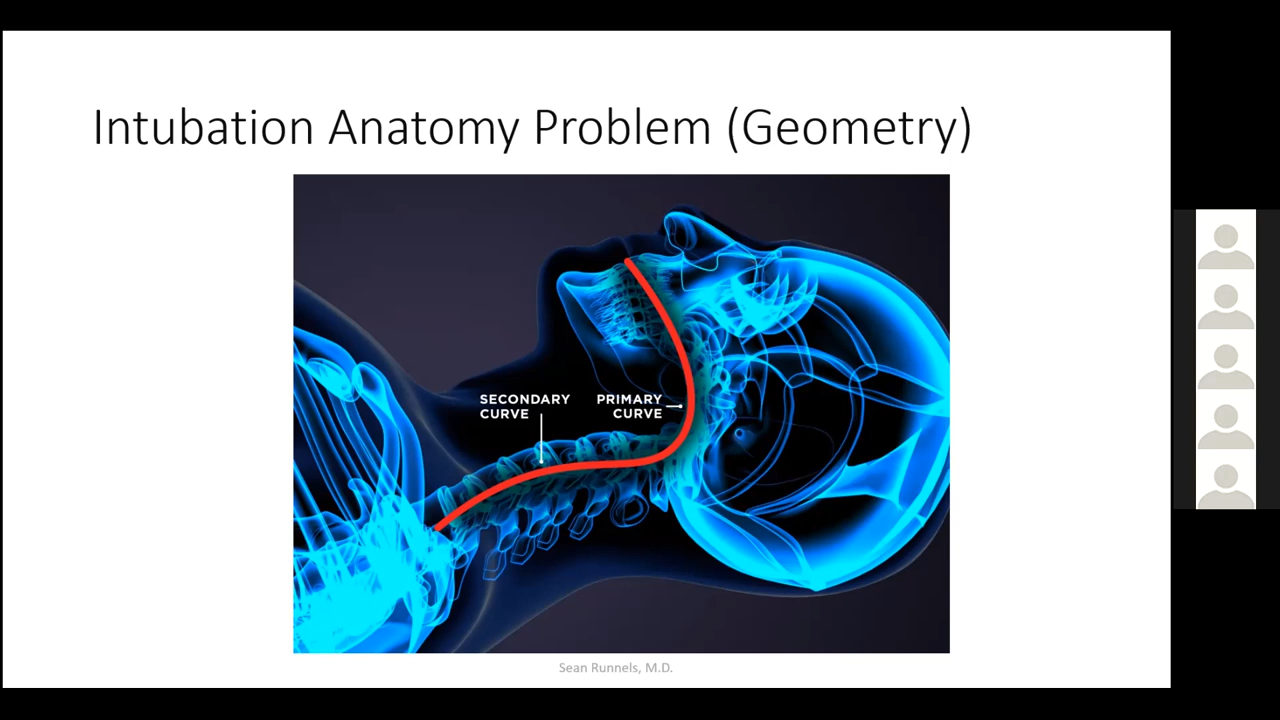 Intubation Anatomy Problem (Geometry)
SECONDARY
CURVE
PRIMARY
CURVE
Sean Runnels, M.D.